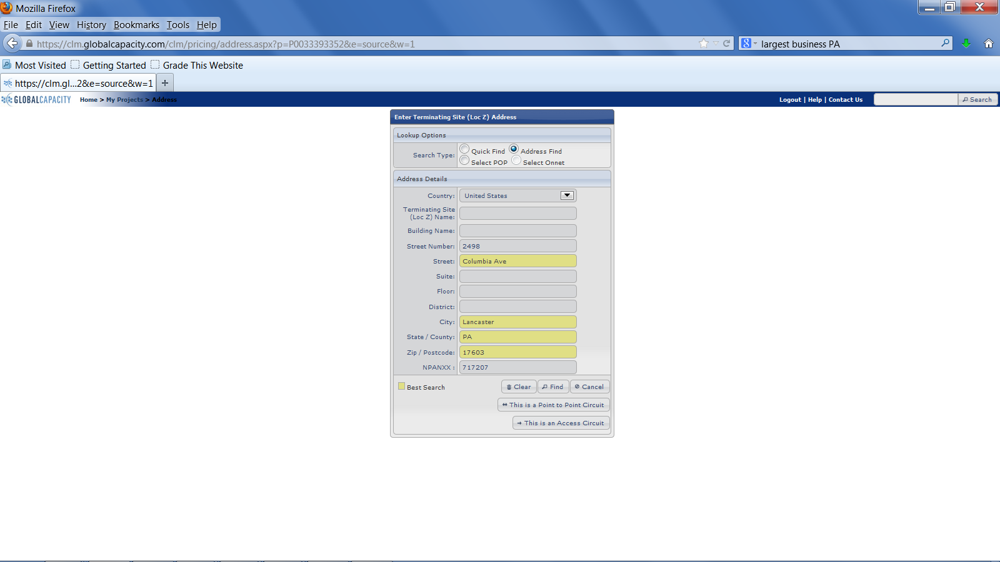 Mozilla Firefox
File Edit View History Bookmarks Tools Help
https://clm.globalcapacity.com/clm/pricing/address.aspx?p=P0033393352&e=source&w=1
8 largest business PA
Most Visited Getting Started Grade This Website
https://clm.gl...2&e=source&w=1 +
GLOBALCAPACITY Home > My Projects > Address Logout | Help | Contact Us Search
Enter Terminating Site (Loc Z) Address
Lookup Options
Search Type: Quick Find Address Find
Select POP Select Onnet
Address Details
Country: United States
Terminating Site
(Loc Z) Name:
Building Name:
Street Number: 2498
Street: Columbia Ave
Suite:
Floor:
District:
City: Lancaster
State / County: PA
Zip / Postcode: 17603
NPANXX : 717207
Best Search Clear Find Cancel
This is a Point to Point Circuit
This is an Access Circuit